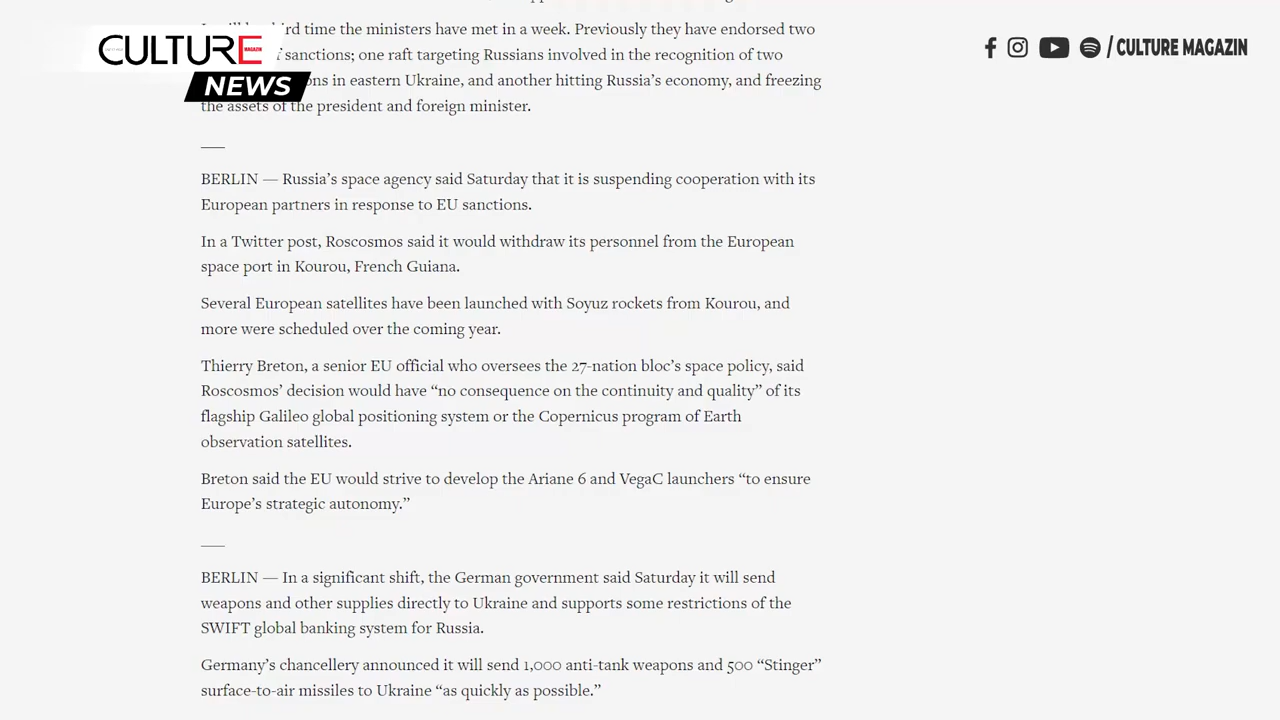 third time the ministers have met in a week. Previously they have endorsed two
CULTURE
MAGAZIN
/ CULTURE MAGAZIN
of sanctions; one raft targeting Russians involved in the recognition of two
NEWS
in eastern Ukraine, and another hitting Russia’s economy, and freezing
the assets of the president and foreign minister.
BERLIN — Russia’s space agency said Saturday that it is suspending cooperation with its
European partners in response to EU sanctions.
In a Twitter post, Roscosmos said it would withdraw its personnel from the European
space port in Kourou, French Guiana.
Several European satellites have been launched with Soyuz rockets from Kourou, and
more were scheduled over the coming year.
Thierry Breton, a senior EU official who oversees the 27-nation bloc’s space policy, said
Roscosmos’ decision would have “no consequence on the continuity and quality” of its
flagship Galileo global positioning system or the Copernicus program of Earth
observation satellites.
Breton said the EU would strive to develop the Ariane 6 and VegaC launchers “to ensure
Europe’s strategic autonomy.”
BERLIN — In a significant shift, the German government said Saturday it will send
weapons and other supplies directly to Ukraine and supports some restrictions of the
SWIFT global banking system for Russia.
Germany’s chancellery announced it will send 1,000 anti-tank weapons and 500 “Stinger”
surface-to-air missiles to Ukraine “as quickly as possible.”